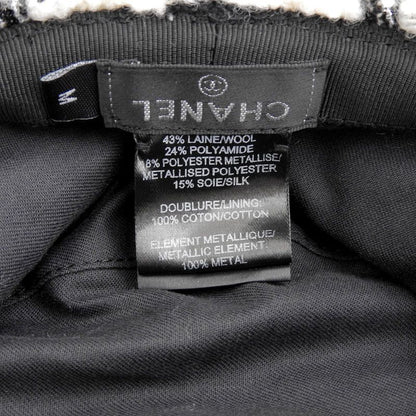 M
CHANEL
43% LAINE/WOOL
24% POLYAMIDE
18% POLYESTER METALLISE/
METALLISED POLYESTER
15% SOIE/SILK
DOUBLURE/LINING:
100% COTON/COTTON
ELEMENT METALLIQUE/
METALLIC ELEMENT:
100% METAL